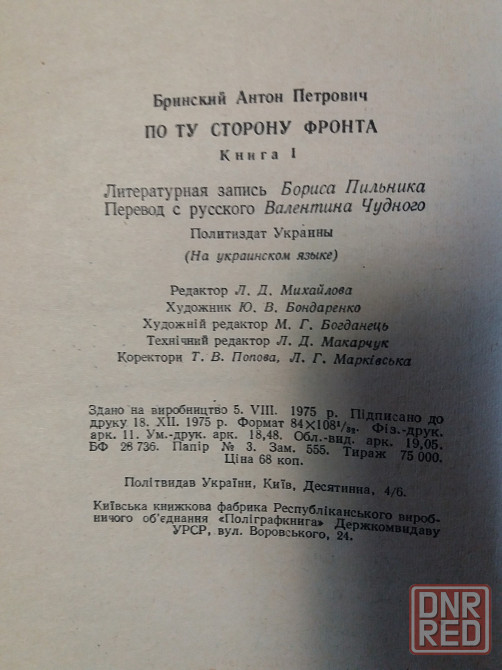 Бринский Антон Петрович
ПО ТУ СТОРОНУ ФРОНТА
Книга 1
Литературная запись Бориса Пильника
Перевод с русского Валентина Чудного
Политиздат Украины
(На украинском языке)
Редактор Л. Д. Михайлова
Художник Ю. В. Бондаренко
Художній редактор М. Г. Богданець
Технічний редактор Л. Д. Макарчук
Коректори Т. В. Попова, Л. Г. Марківська
Здано на виробництво 5. VIII. 1975 р. Підписано до
друку 18. XII. 1975 р. Формат 84×108¹/₃₂. Фіз.-друк.
арк. 11. Ум.-друк. арк. 18,48. Обл.-вид. арк. 19,05.
БФ 28736. Папір № 3. Зам. 555. Тираж 75 000.
Ціна 68 коп.
Політвидав України, Київ, Десятинна, 4/6.
Київська книжкова фабрика Республіканського вироб-
ничого об'єднання «Поліграфкнига» Держкомвидаву
УРСР, вул. Воровського, 24.
DNR
RED